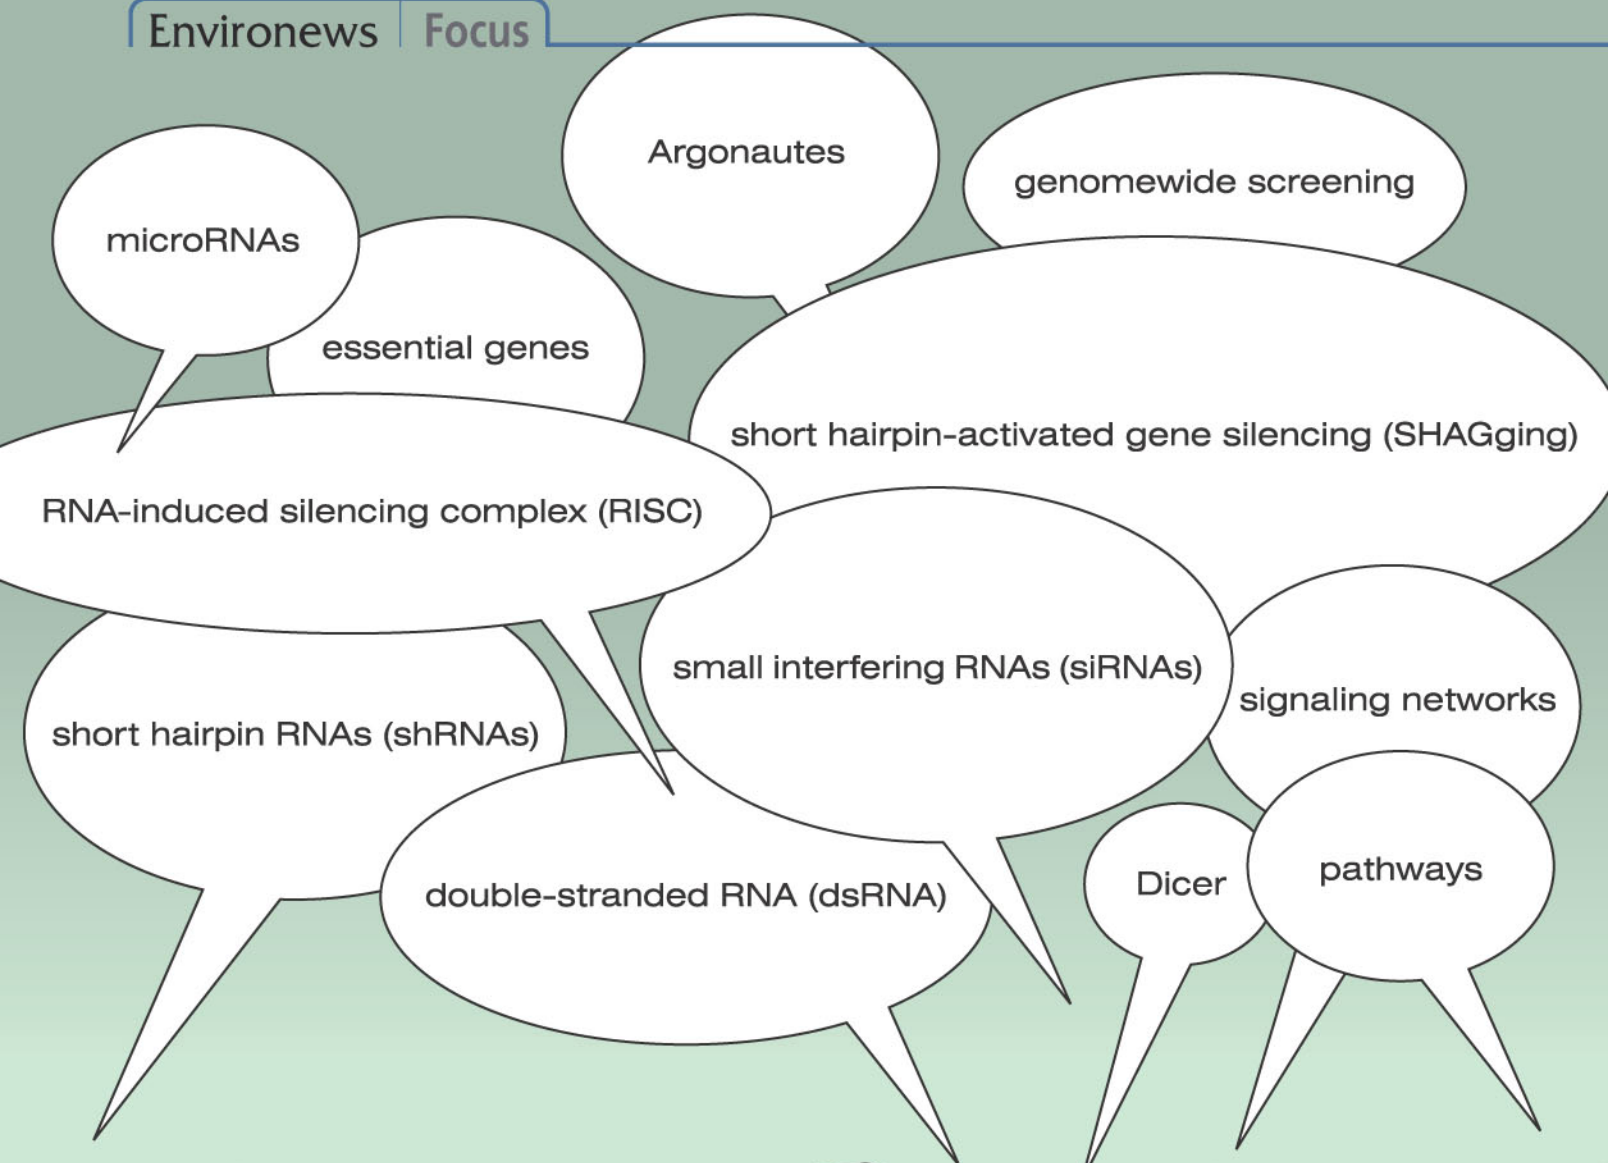 Environews | Focus
Argonautes
genomewide screening
microRNAs
essential genes
short hairpin-activated gene silencing (SHAGging)
RNA-induced silencing complex (RISC)
small interfering RNAs (siRNAs)
signaling networks
short hairpin RNAs (shRNAs)
pathways
Dicer
double-stranded RNA (dsRNA)